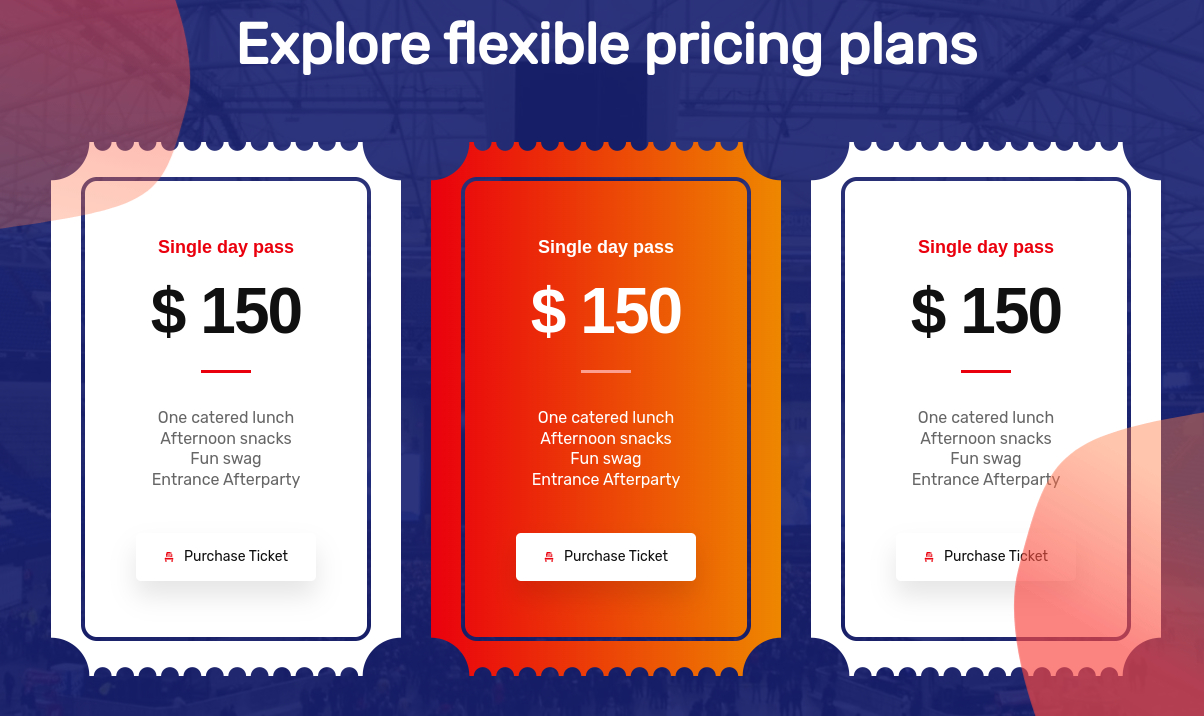 Explore flexible pricing plans
Single day pass
$ 150
One catered lunch
Afternoon snacks
Fun swag
Entrance Afterparty
Purchase Ticket
Single day pass
$ 150
One catered lunch
Afternoon snacks
Fun swag
Entrance Afterparty
Purchase Ticket
Single day pass
$ 150
One catered lunch
Afternoon snacks
Fun swag
Entrance Afterparty
Purchase Ticket